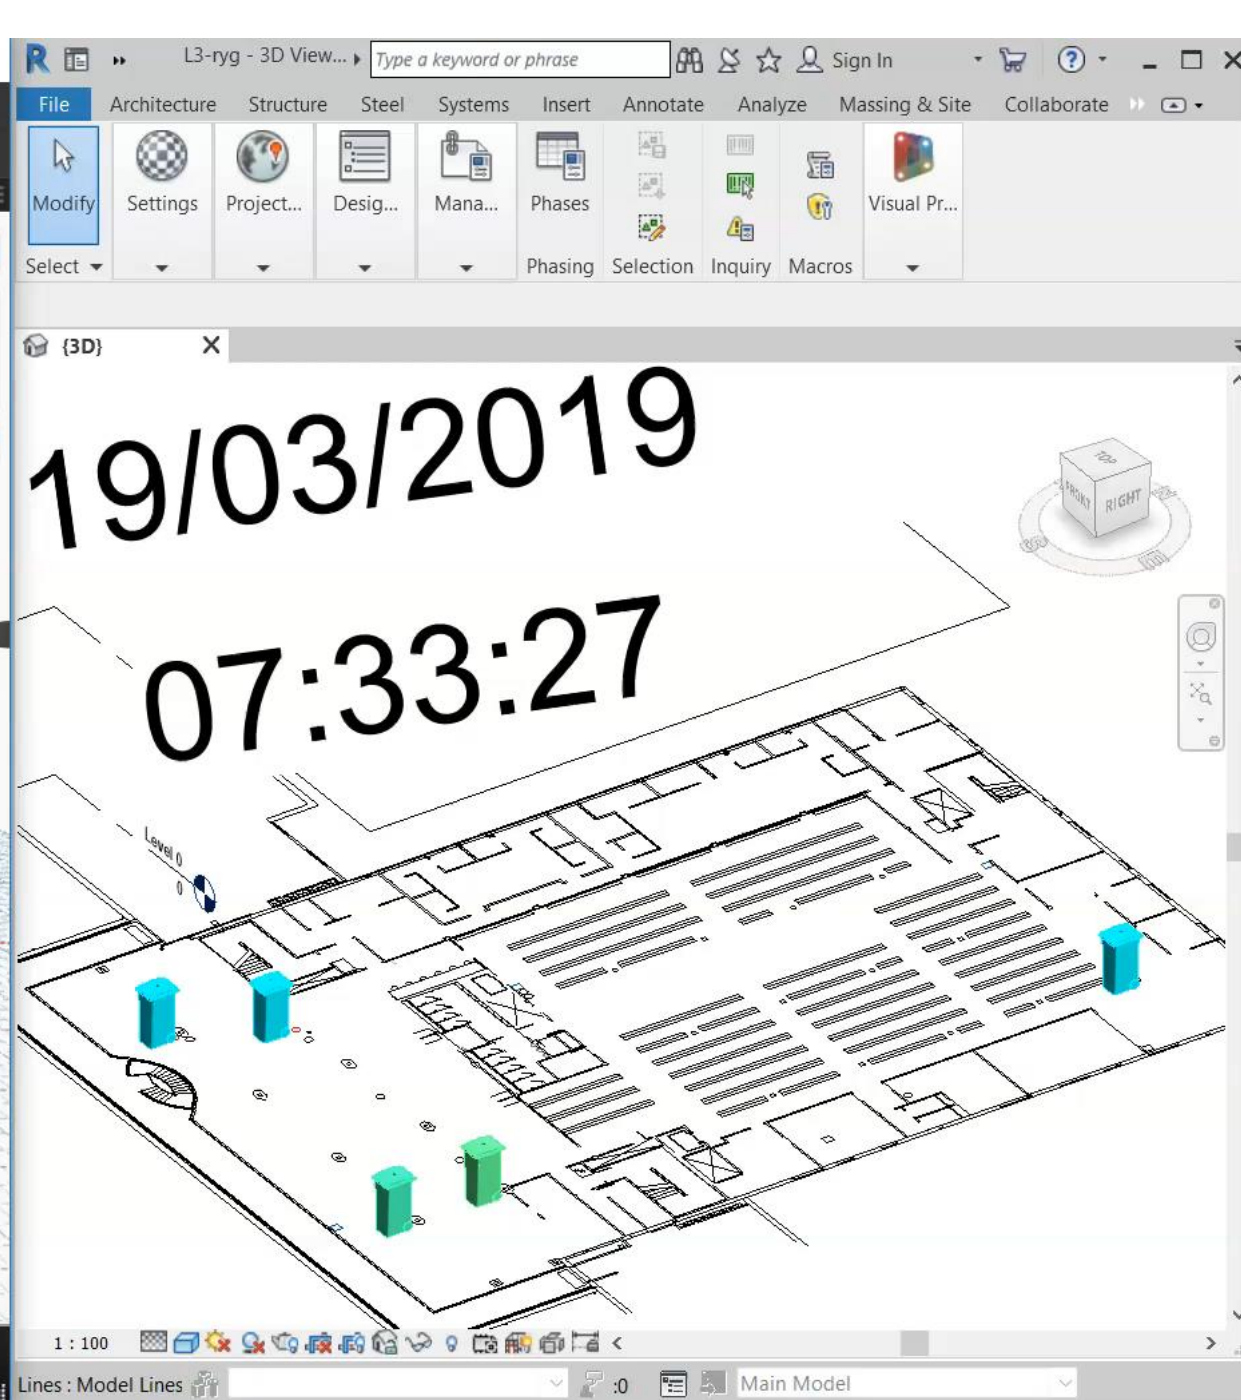 L3-ryg - 3D View... Type a keyword or phrase Sign In
File Architecture Structure Steel Systems Insert Annotate Analyze Massing & Site Collaborate
Modify Settings Project... Desig... Mana... Phases Visual Pr...
Select Phasing Selection Inquiry Macros
{3D}
19/03/2019
TOP
FRONT RIGHT
07:33:27
Level 0
0
1 : 100
Lines : Model Lines :0 Main Model